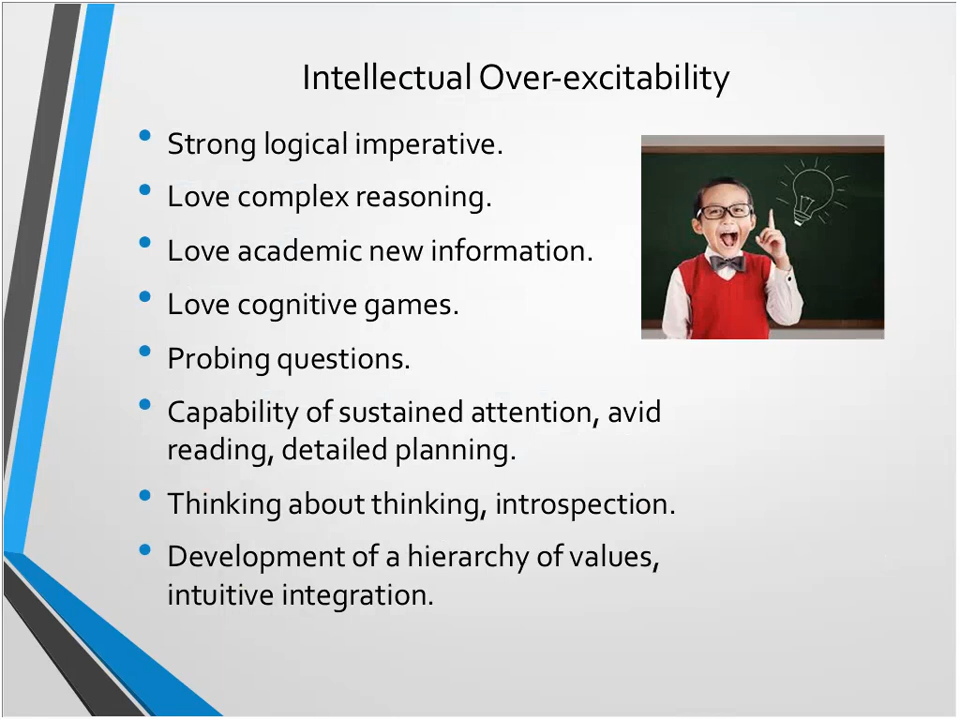 Intellectual Over-excitability
• Strong logical imperative.
• Love complex reasoning.
• Love academic new information.
• Love cognitive games.
• Probing questions.
• Capability of sustained attention, avid
reading, detailed planning.
• Thinking about thinking, introspection.
• Development of a hierarchy of values,
intuitive integration.